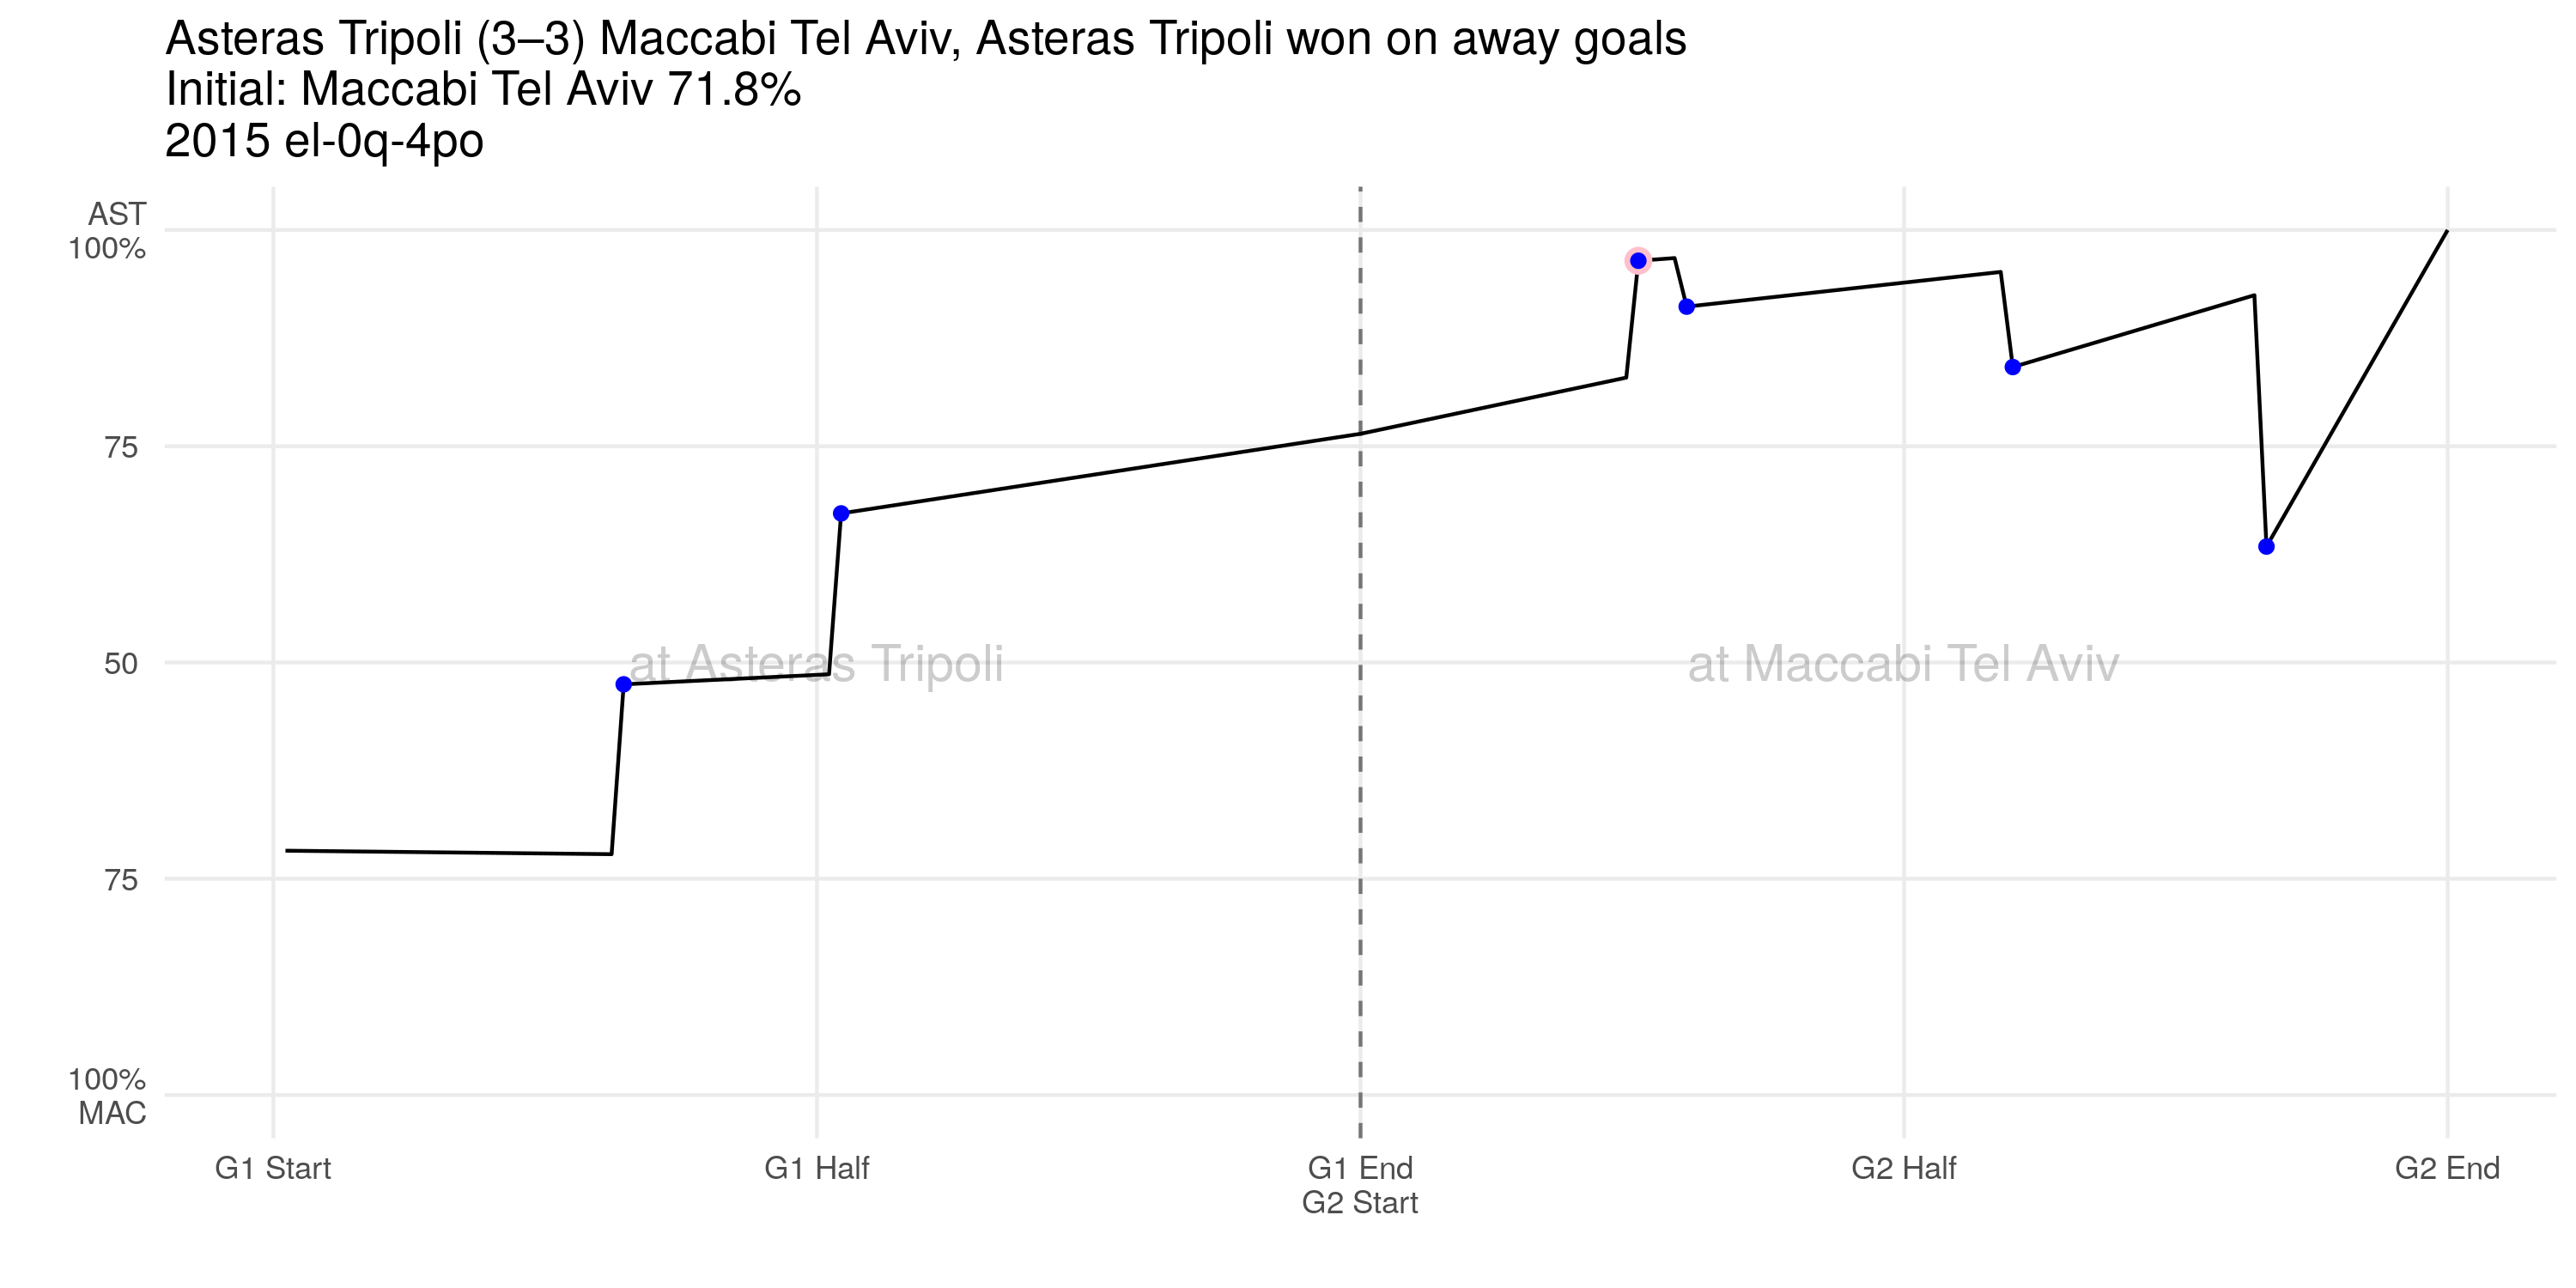 Asteras Tripoli (3–3) Maccabi Tel Aviv, Asteras Tripoli won on away goals
Initial: Maccabi Tel Aviv 71.8%
2015 el-0q-4po
AST
100%
75
50
75
100%
MAC
at Asteras Tripoli
at Maccabi Tel Aviv
G1 Start
G1 Half
G1 End
G2 Start
G2 Half
G2 End